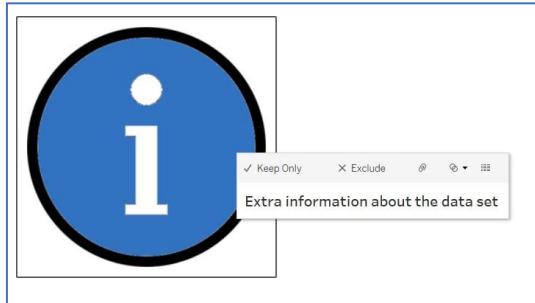 i
Keep Only Exclude
Extra information about the data set